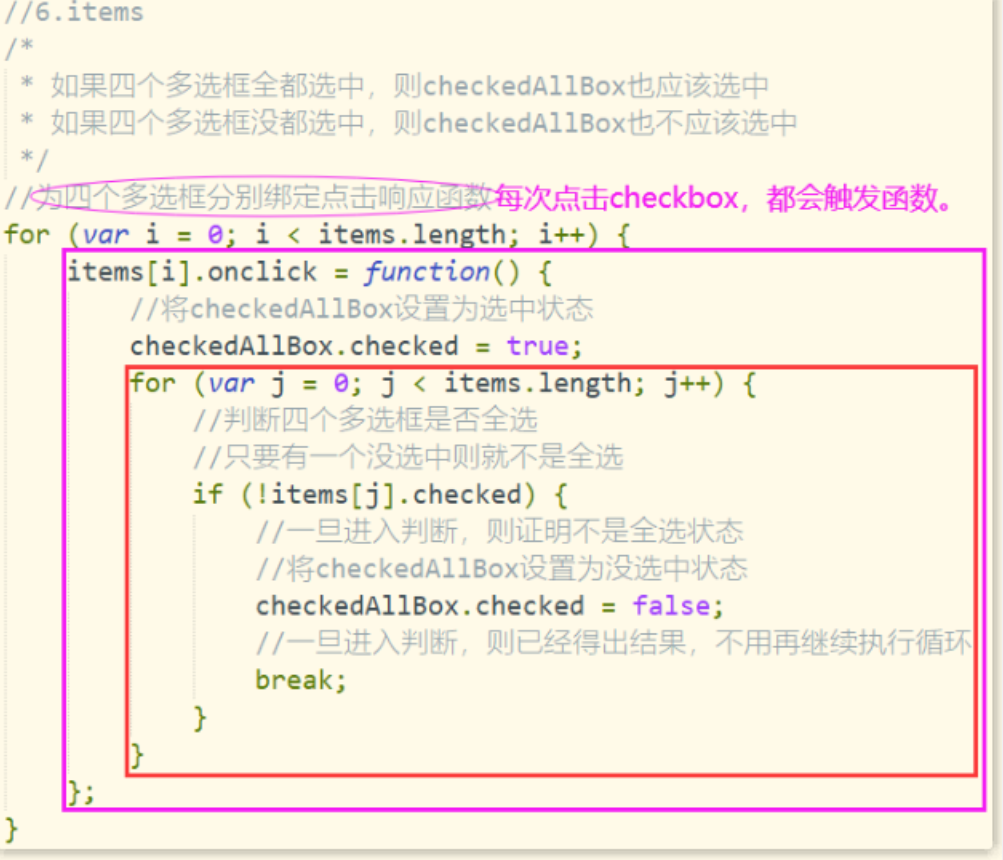 //6.items
/*
 * 如果四个多选框全都选中，则checkedAllBox也应该选中
 * 如果四个多选框没都选中，则checkedAllBox也不应该选中
 */
//为四个多选框分别绑定点击响应函数每次点击checkbox，都会触发函数。
for (var i = 0; i < items.length; i++) {
    items[i].onclick = function() {
        //将checkedAllBox设置为选中状态
        checkedAllBox.checked = true;
        for (var j = 0; j < items.length; j++) {
            //判断四个多选框是否全选
            //只要有一个没选中则就不是全选
            if (!items[j].checked) {
                //一旦进入判断，则证明不是全选状态
                //将checkedAllBox设置为没选中状态
                checkedAllBox.checked = false;
                //一旦进入判断，则已经得出结果，不用再继续执行循环
                break;
            }
        }
    };
}